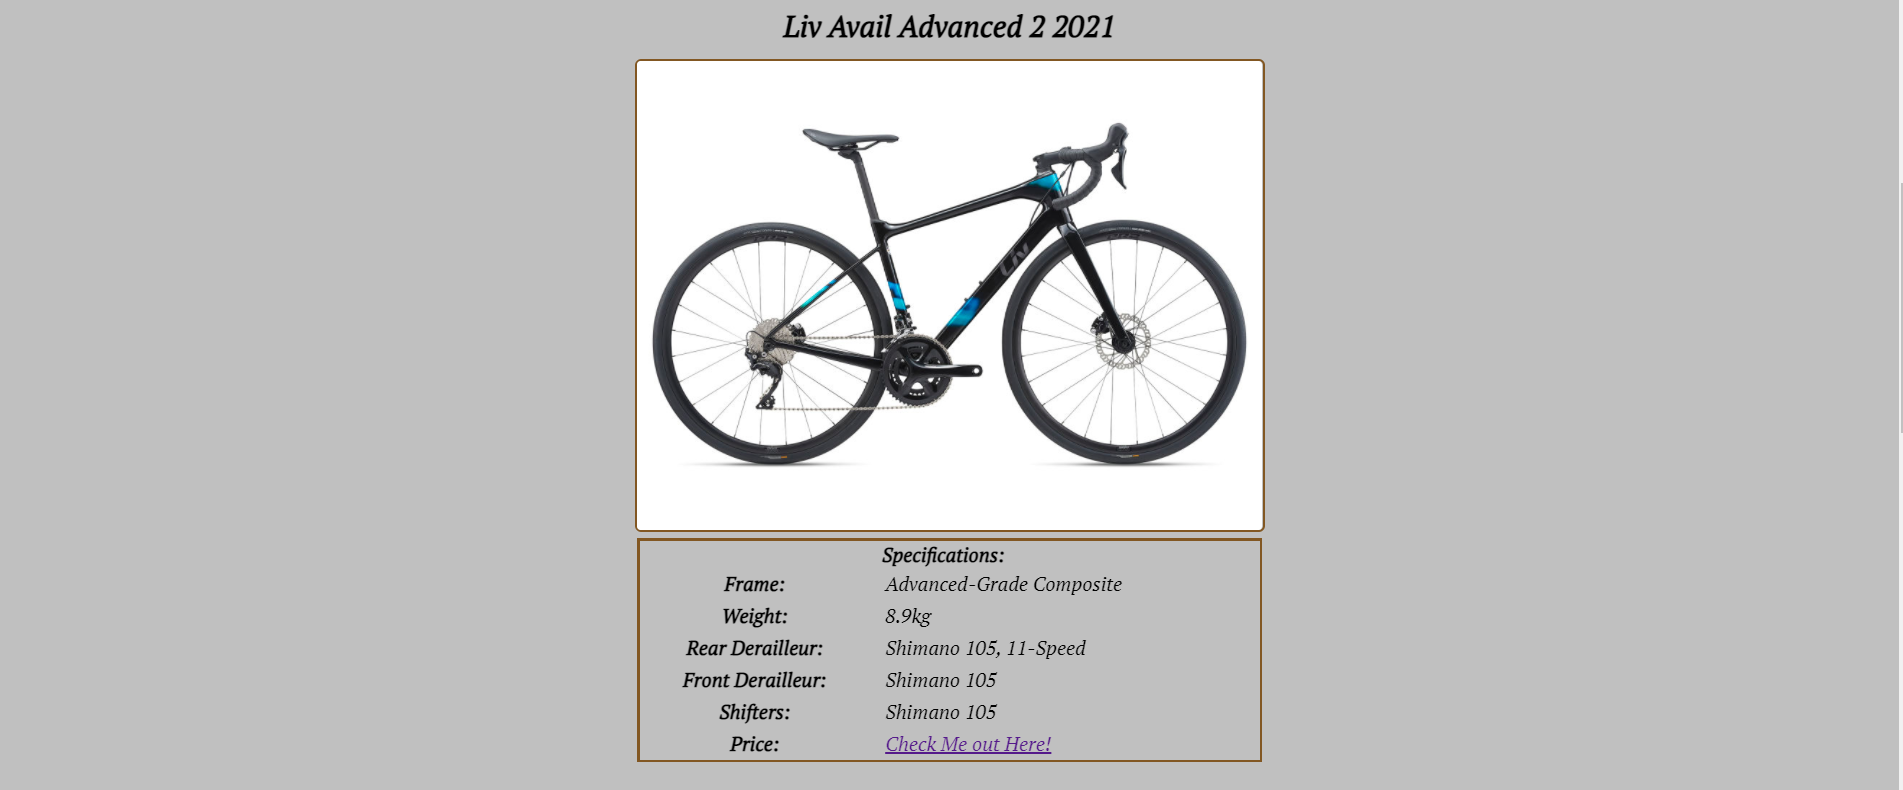 Liv Avail Advanced 2 2021
Liv
Specifications:
Frame: Advanced-Grade Composite
Weight: 8.9kg
Rear Derailleur: Shimano 105, 11-Speed
Front Derailleur: Shimano 105
Shifters: Shimano 105
Price: Check Me out Here!